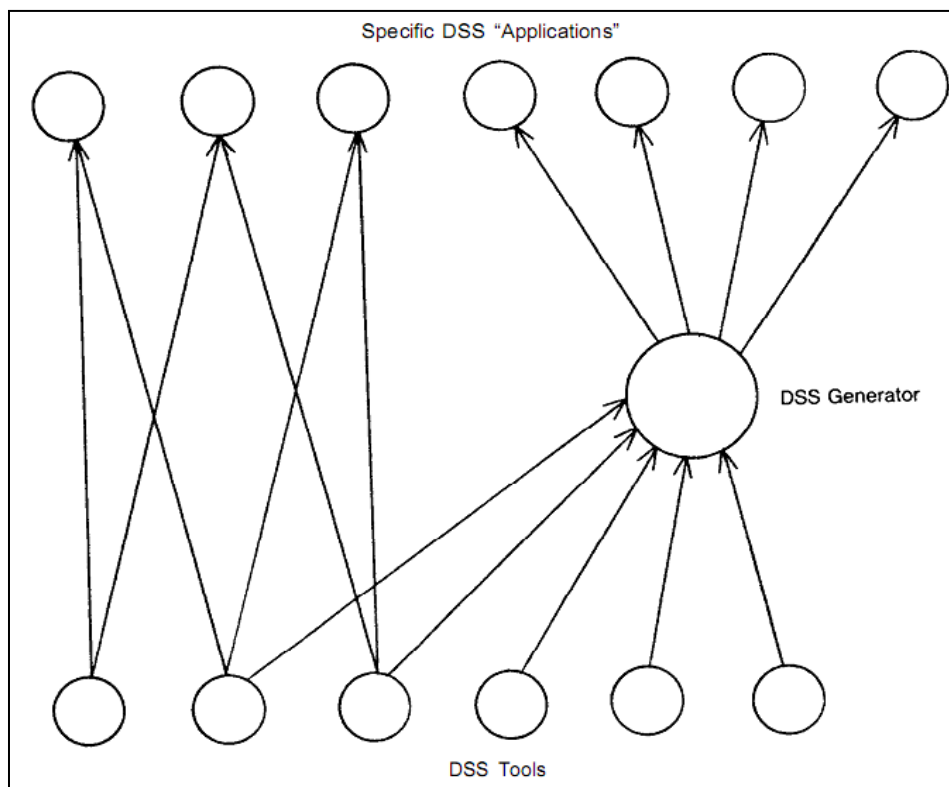 Specific DSS “Applications”
DSS Generator
DSS Tools